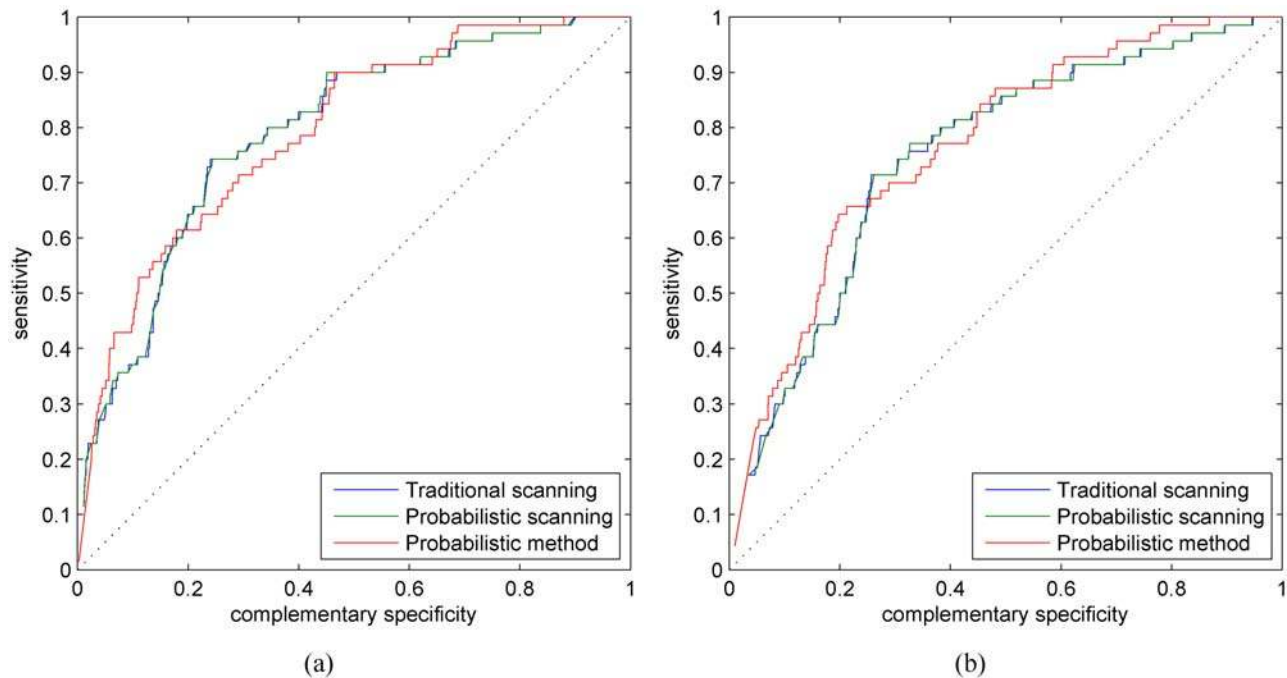 1
0.9
0.8
0.7
0.6
0.5
0.4
0.3
0.2
0.1
0
sensitivity
0 0.2 0.4 0.6 0.8 1
complementary specificity
Traditional scanning
Probabilistic scanning
Probabilistic method
(a)
1
0.9
0.8
0.7
0.6
0.5
0.4
0.3
0.2
0.1
0
sensitivity
0 0.2 0.4 0.6 0.8 1
complementary specificity
Traditional scanning
Probabilistic scanning
Probabilistic method
(b)